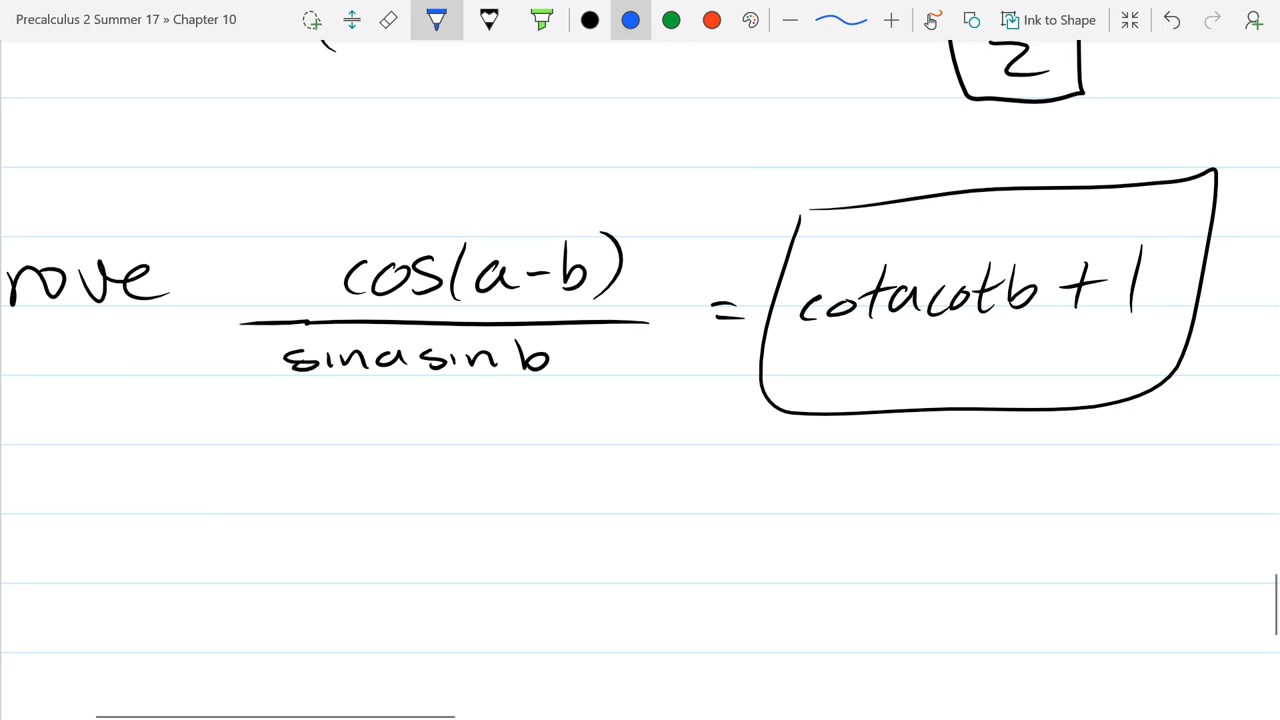 Precalculus 2 Summer 17 » Chapter 10
Ink to Shape
2
rove cos(a-b) / sinasinb = cotacotb + 1